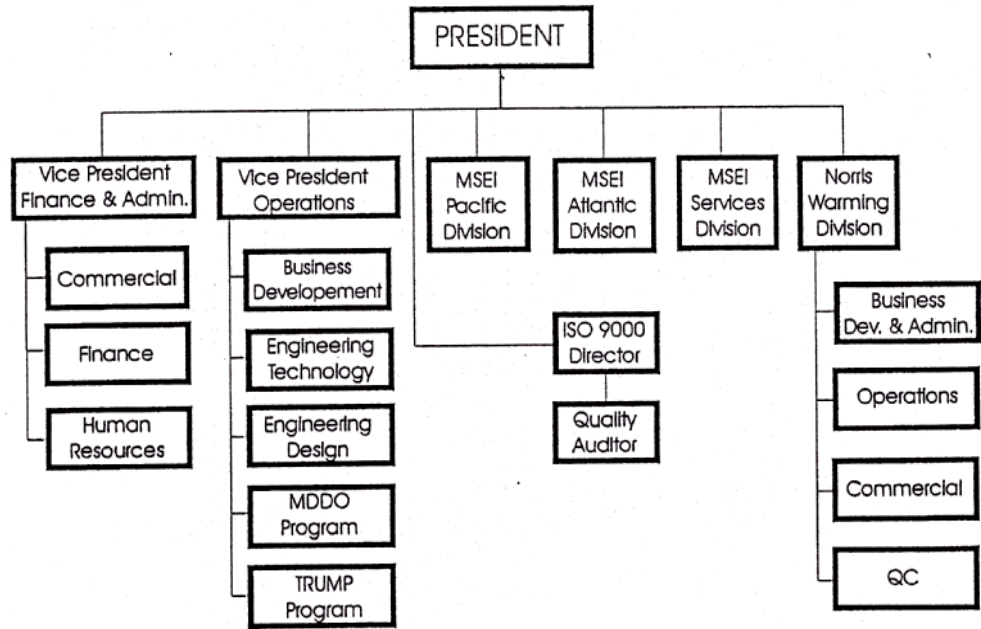 PRESIDENT
Vice President
Finance & Admin.
Vice President
Operations
MSEI
Pacific
Division
MSEI
Atlantic
Division
MSEI
Services
Division
Norris
Warming
Division
Commercial
Finance
Human
Resources
Business
Developement
Engineering
Technology
Engineering
Design
MDDO
Program
TRUMP
Program
ISO 9000
Director
Quality
Auditor
Business
Dev. & Admin.
Operations
Commercial
QC